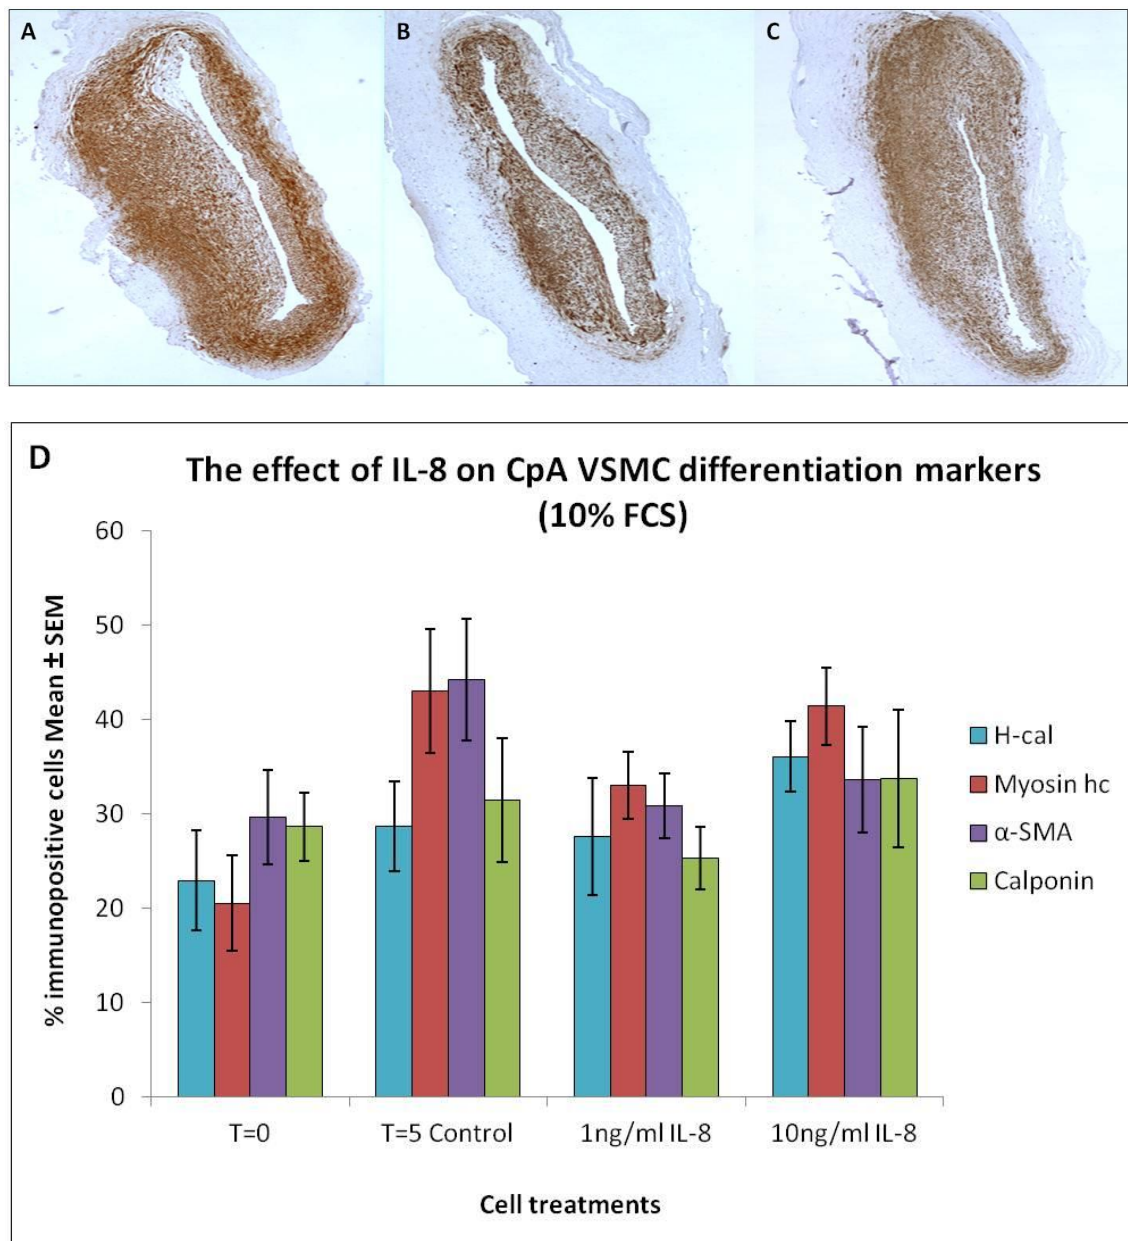 A
B
C
D
The effect of IL-8 on CpA VSMC differentiation markers
(10% FCS)
% immunopositive cells Mean ± SEM
60
50
40
30
20
10
0
T=0
T=5 Control
1ng/ml IL-8
10ng/ml IL-8
Cell treatments
H-cal
Myosin hc
α-SMA
Calponin